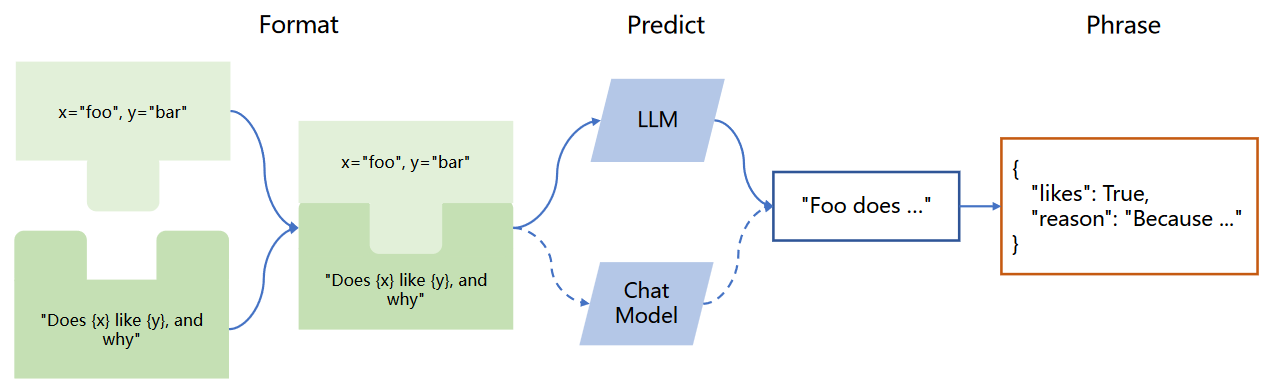 Format
Predict
Phrase
x="foo", y="bar"
"Does {x} like {y}, and
why"
x="foo", y="bar"
"Does {x} like {y}, and
why"
LLM
Chat
Model
"Foo does ..."
{
"likes": True,
"reason": "Because ..."
}